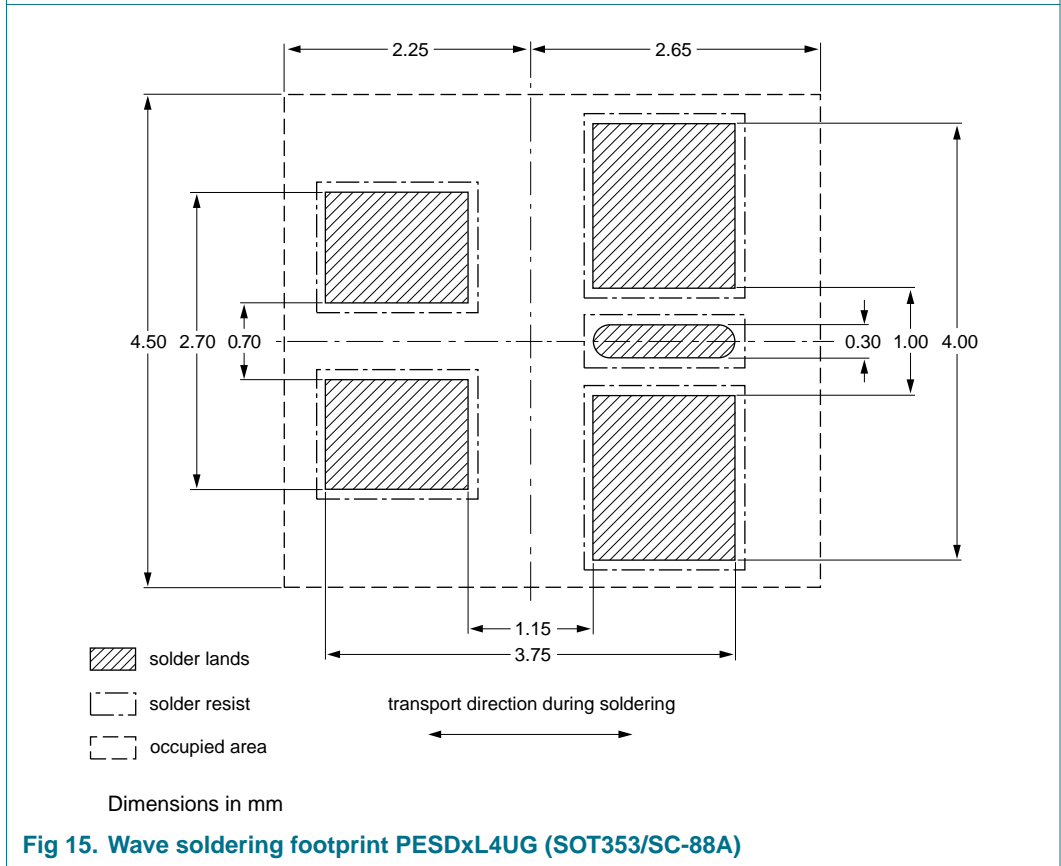 2.25 2.65
4.50 2.70 0.70 0.30 1.00 4.00
1.15
3.75
solder lands
solder resist transport direction during soldering
occupied area
Dimensions in mm
Fig 15. Wave soldering footprint PESDxL4UG (SOT353/SC-88A)